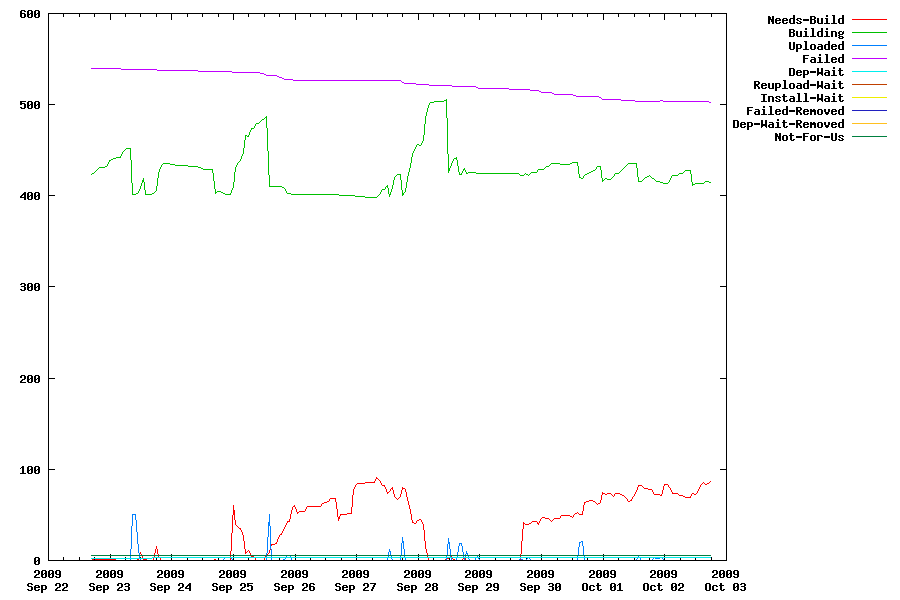 600
500
400
300
200
100
0
2009 2009 2009 2009 2009 2009 2009 2009 2009 2009 2009 2009
Sep 22 Sep 23 Sep 24 Sep 25 Sep 26 Sep 27 Sep 28 Sep 29 Sep 30 Oct 01 Oct 02 Oct 03
Needs-Build
Building
Uploaded
Failed
Dep-Wait
Reupload-Wait
Install-Wait
Failed-Removed
Dep-Wait-Removed
Not-For-Us